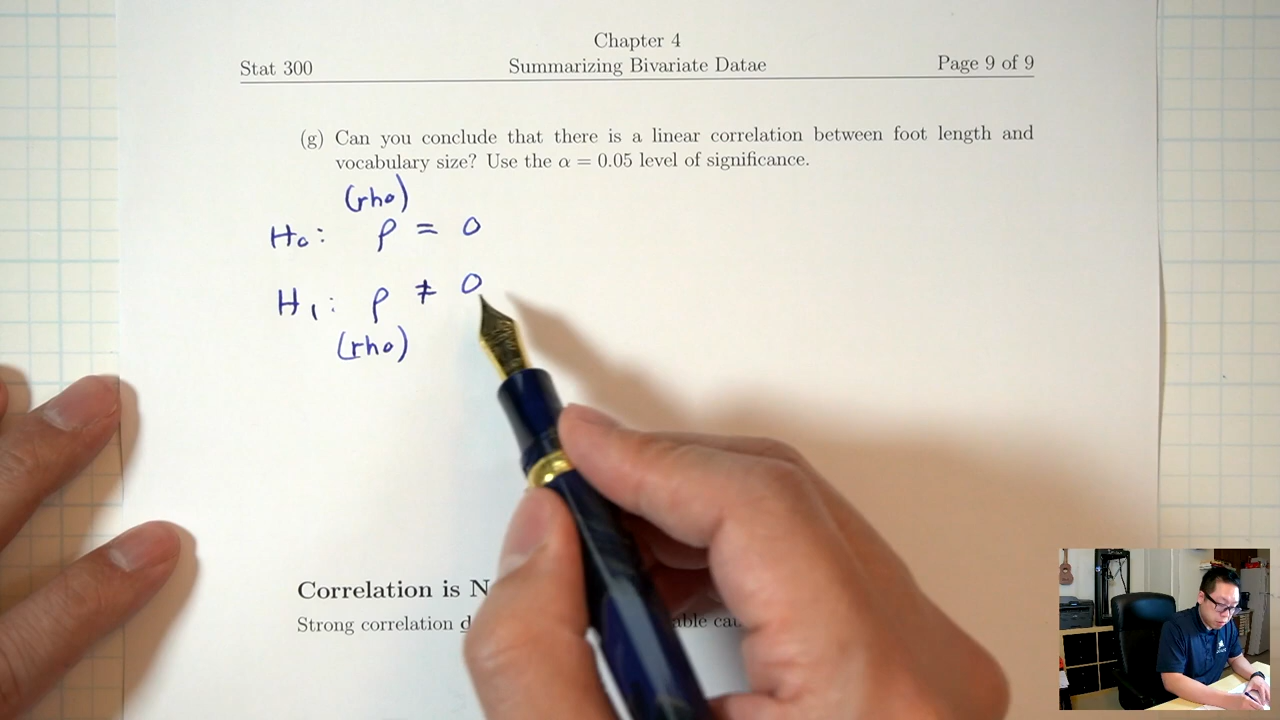 Chapter 4
Stat 300 Summarizing Bivariate Datae Page 9 of 9
(g) Can you conclude that there is a linear correlation between foot length and
vocabulary size? Use the α = 0.05 level of significance.
(rho)
H₀: ρ = 0
H₁: ρ ≠ 0
(rho)
Correlation is
Strong correlation